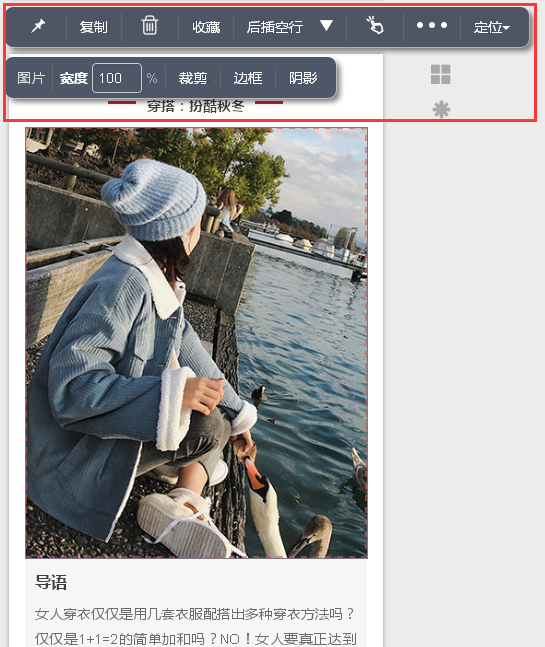 复制 收藏 后插空行 ▼ ••• 定位
图片 宽度 100 % 裁剪 边框 阴影
穿搭：扮酷秋冬
导语
女人穿衣仅仅是用几套衣服配搭出多种穿衣方法吗？
仅仅是1+1=2的简单加和吗？NO！女人要真正达到